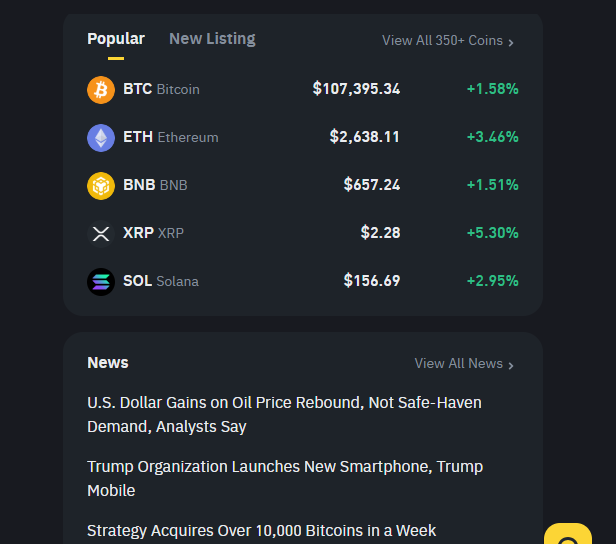 Popular New Listing View All 350+ Coins
BTC Bitcoin $107,395.34 +1.58%
ETH Ethereum $2,638.11 +3.46%
BNB BNB $657.24 +1.51%
XRP XRP $2.28 +5.30%
SOL Solana $156.69 +2.95%
News View All News
U.S. Dollar Gains on Oil Price Rebound, Not Safe-Haven
Demand, Analysts Say
Trump Organization Launches New Smartphone, Trump
Mobile
Strategy Acquires Over 10,000 Bitcoins in a Week